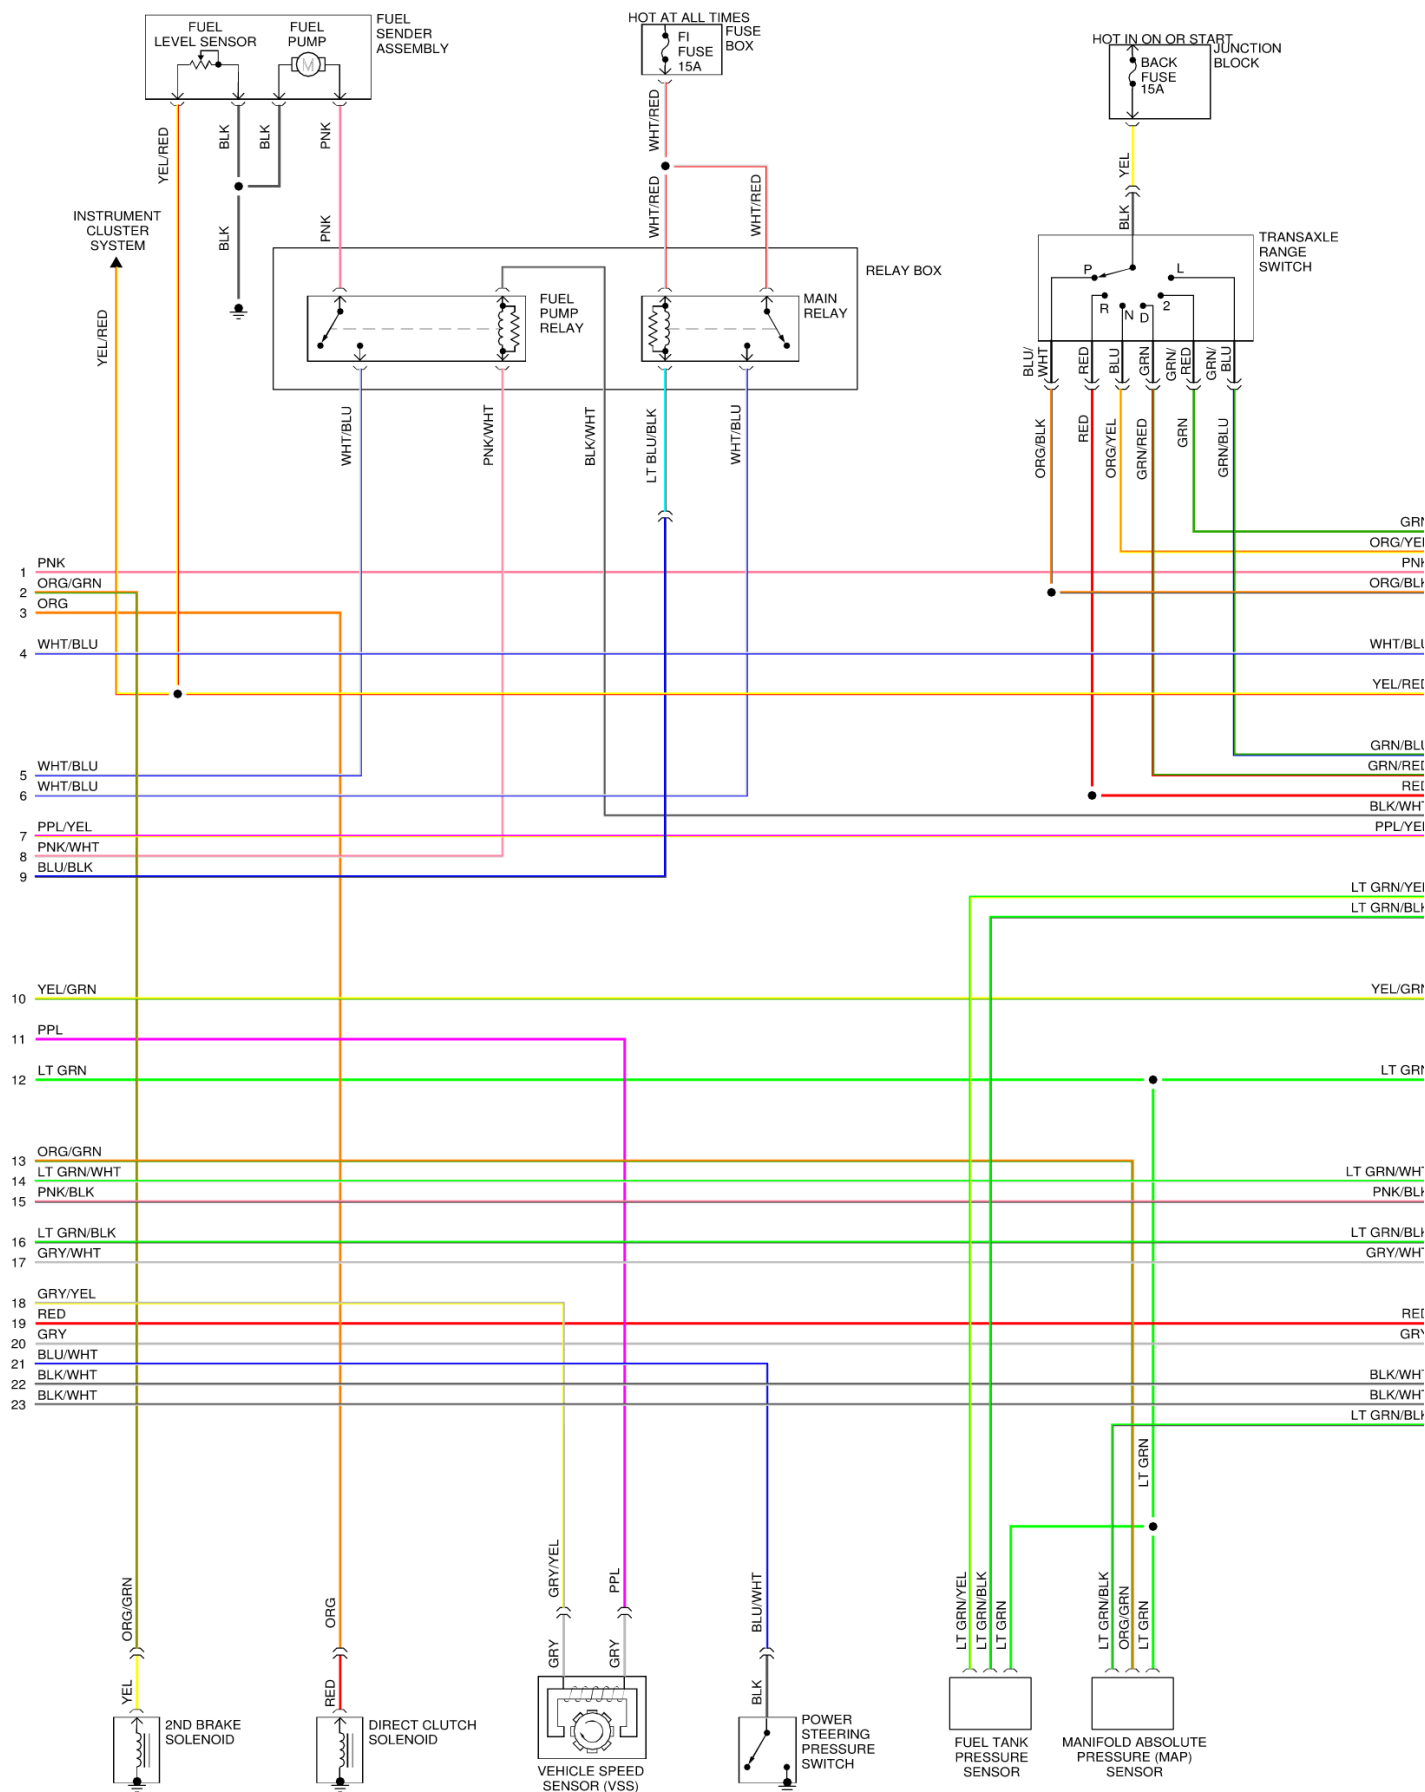 FUEL
LEVEL SENSOR
FUEL
PUMP
M
FUEL
SENDER
ASSEMBLY
HOT AT ALL TIMES
FI
FUSE
15A
FUSE
BOX
HOT IN ON OR START
BACK
FUSE
15A
JUNCTION
BLOCK
YEL/RED
BLK
BLK
PNK
WHT/RED
YEL
BLK
INSTRUMENT
CLUSTER
SYSTEM
BLK
PNK
WHT/RED
WHT/RED
RELAY BOX
TRANSAXLE
RANGE
SWITCH
P
R
N
D
2
L
YEL/RED
FUEL
PUMP
RELAY
MAIN
RELAY
BLU/
WHT
RED
BLU
GRN
GRN/
RED
GRN/
BLU
WHT/BLU
PNK/WHT
BLK/WHT
LT BLU/BLK
WHT/BLU
ORG/BLK
RED
ORG/YEL
GRN/RED
GRN
GRN/BLU
GRN
ORG/YEL
1 PNK PNK
2 ORG/GRN ORG/BLK
3 ORG
4 WHT/BLU WHT/BLU
YEL/RED
GRN/BLU
5 WHT/BLU GRN/RED
6 WHT/BLU RED
BLK/WHT
7 PPL/YEL PPL/YEL
8 PNK/WHT
9 BLU/BLK
LT GRN/YEL
LT GRN/BLK
10 YEL/GRN YEL/GRN
11 PPL
12 LT GRN LT GRN
13 ORG/GRN
14 LT GRN/WHT LT GRN/WHT
15 PNK/BLK PNK/BLK
16 LT GRN/BLK LT GRN/BLK
17 GRY/WHT GRY/WHT
18 GRY/YEL
19 RED RED
20 GRY GRY
21 BLU/WHT
22 BLK/WHT BLK/WHT
23 BLK/WHT BLK/WHT
LT GRN/BLK
LT GRN
ORG/GRN
ORG
GRY/YEL
PPL
BLU/WHT
LT GRN/YEL
LT GRN/BLK
LT GRN
LT GRN/BLK
ORG/GRN
LT GRN
YEL
RED
GRY
GRY
BLK
2ND BRAKE
SOLENOID
DIRECT CLUTCH
SOLENOID
VEHICLE SPEED
SENSOR (VSS)
POWER
STEERING
PRESSURE
SWITCH
FUEL TANK
PRESSURE
SENSOR
MANIFOLD ABSOLUTE
PRESSURE (MAP)
SENSOR